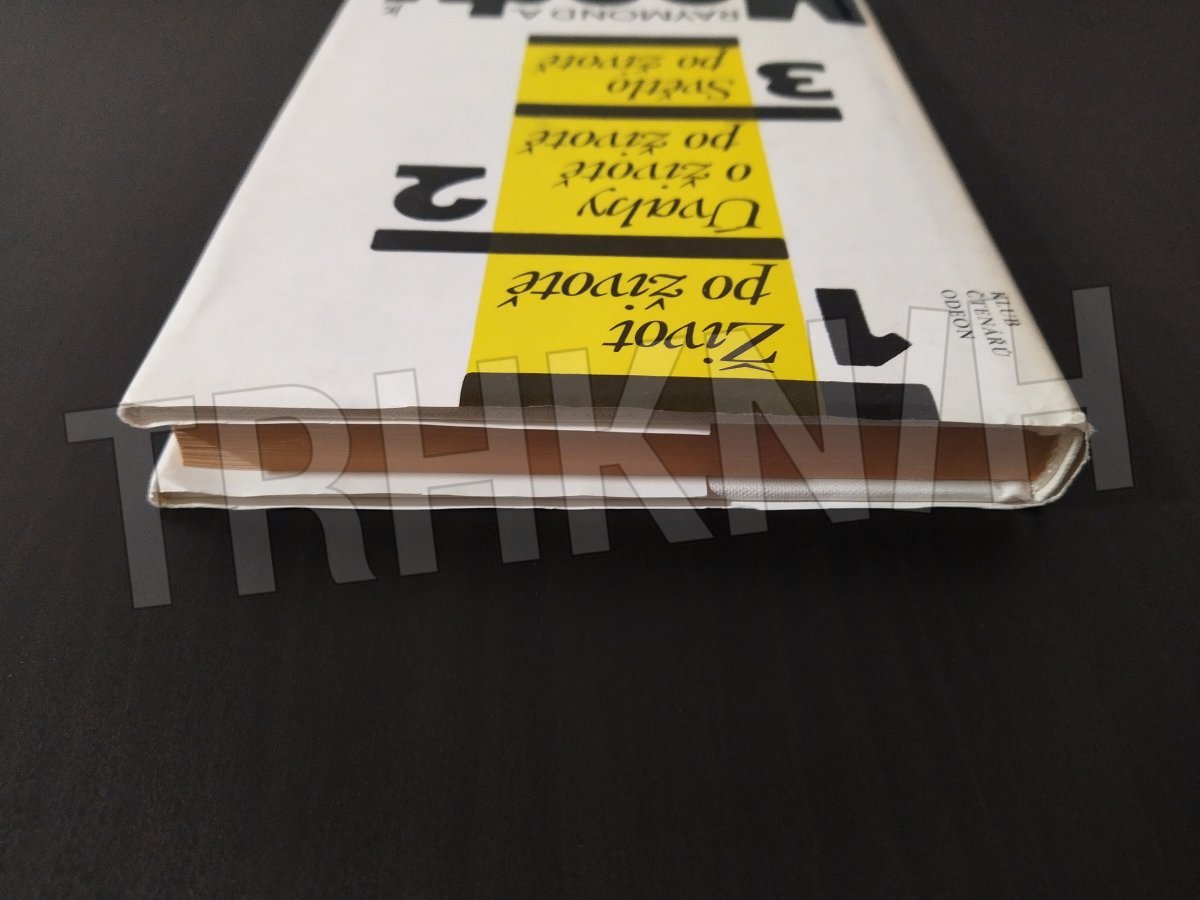 1
Život
po životě
2
Úvahy
o životě
po životě
3
Světlo
po životě
RAYMOND A.
KLUB
ČTENÁŘŮ
ODEON
TRHKNIH